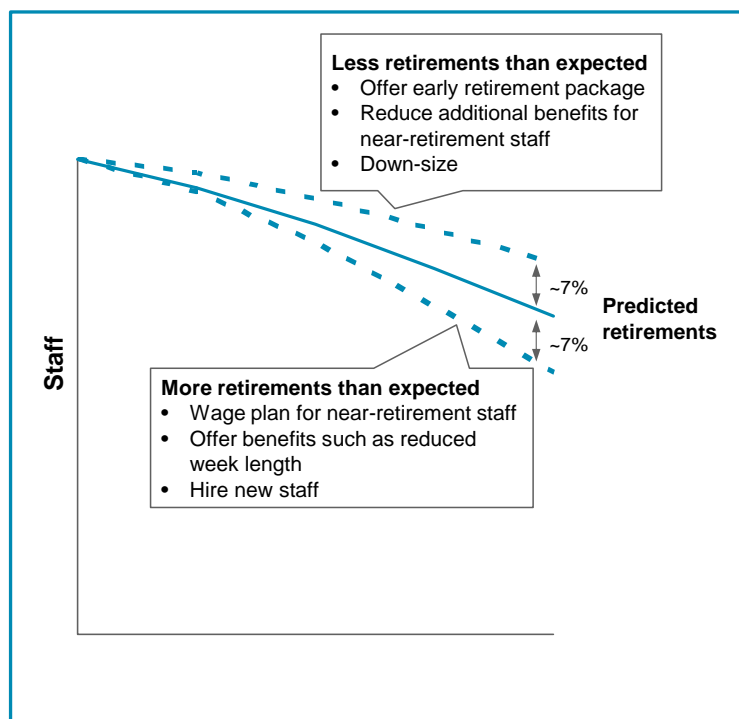 Less retirements than expected
• Offer early retirement package
• Reduce additional benefits for
near-retirement staff
• Down-size
~7%
Predicted
retirements
~7%
Staff
More retirements than expected
• Wage plan for near-retirement staff
• Offer benefits such as reduced
week length
• Hire new staff